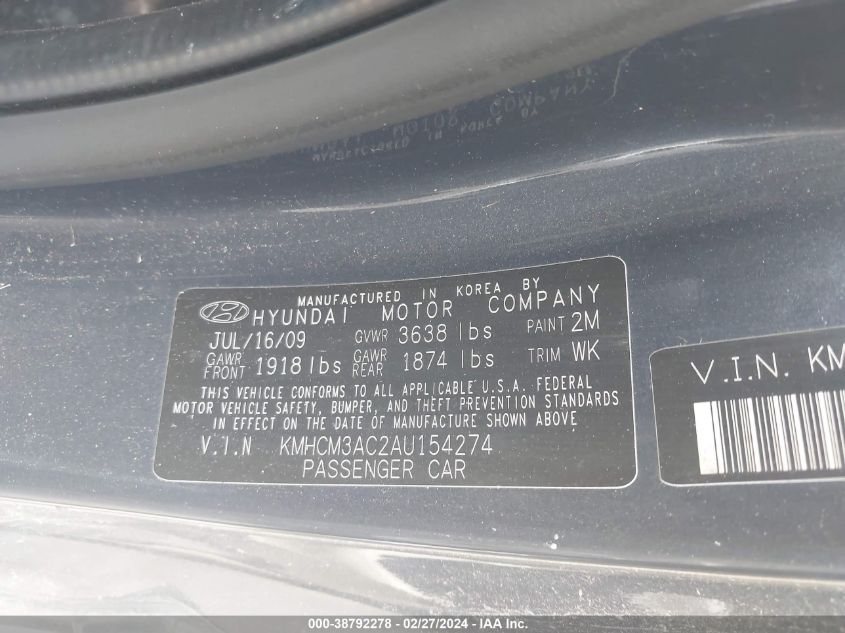 MANUFACTURED IN KOREA BY
HYUNDAI MOTOR COMPANY
JUL/16/09 GVWR 3638 lbs PAINT 2M
GAWR FRONT 1918 lbs GAWR REAR 1874 lbs TRIM WK
THIS VEHICLE CONFORMS TO ALL APPLICABLE U.S.A. FEDERAL
MOTOR VEHICLE SAFETY, BUMPER, AND THEFT PREVENTION STANDARDS
IN EFFECT ON THE DATE OF MANUFACTURE SHOWN ABOVE
V.I.N KMHCM3AC2AU154274
PASSENGER CAR
V.I.N. KM
000-38792278 - 02/27/2024 - IAA Inc.